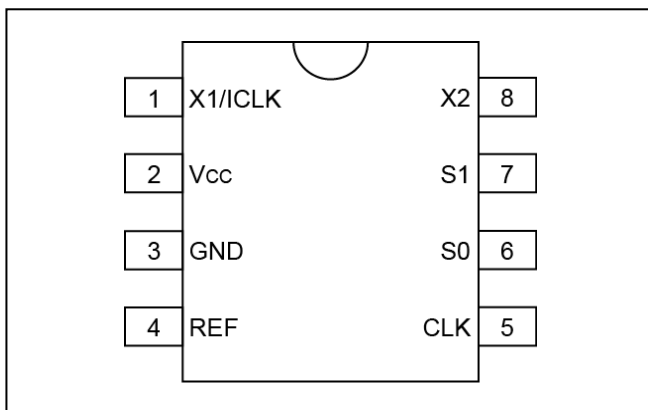 1 X1/ICLK X2 8
2 Vcc S1 7
3 GND S0 6
4 REF CLK 5